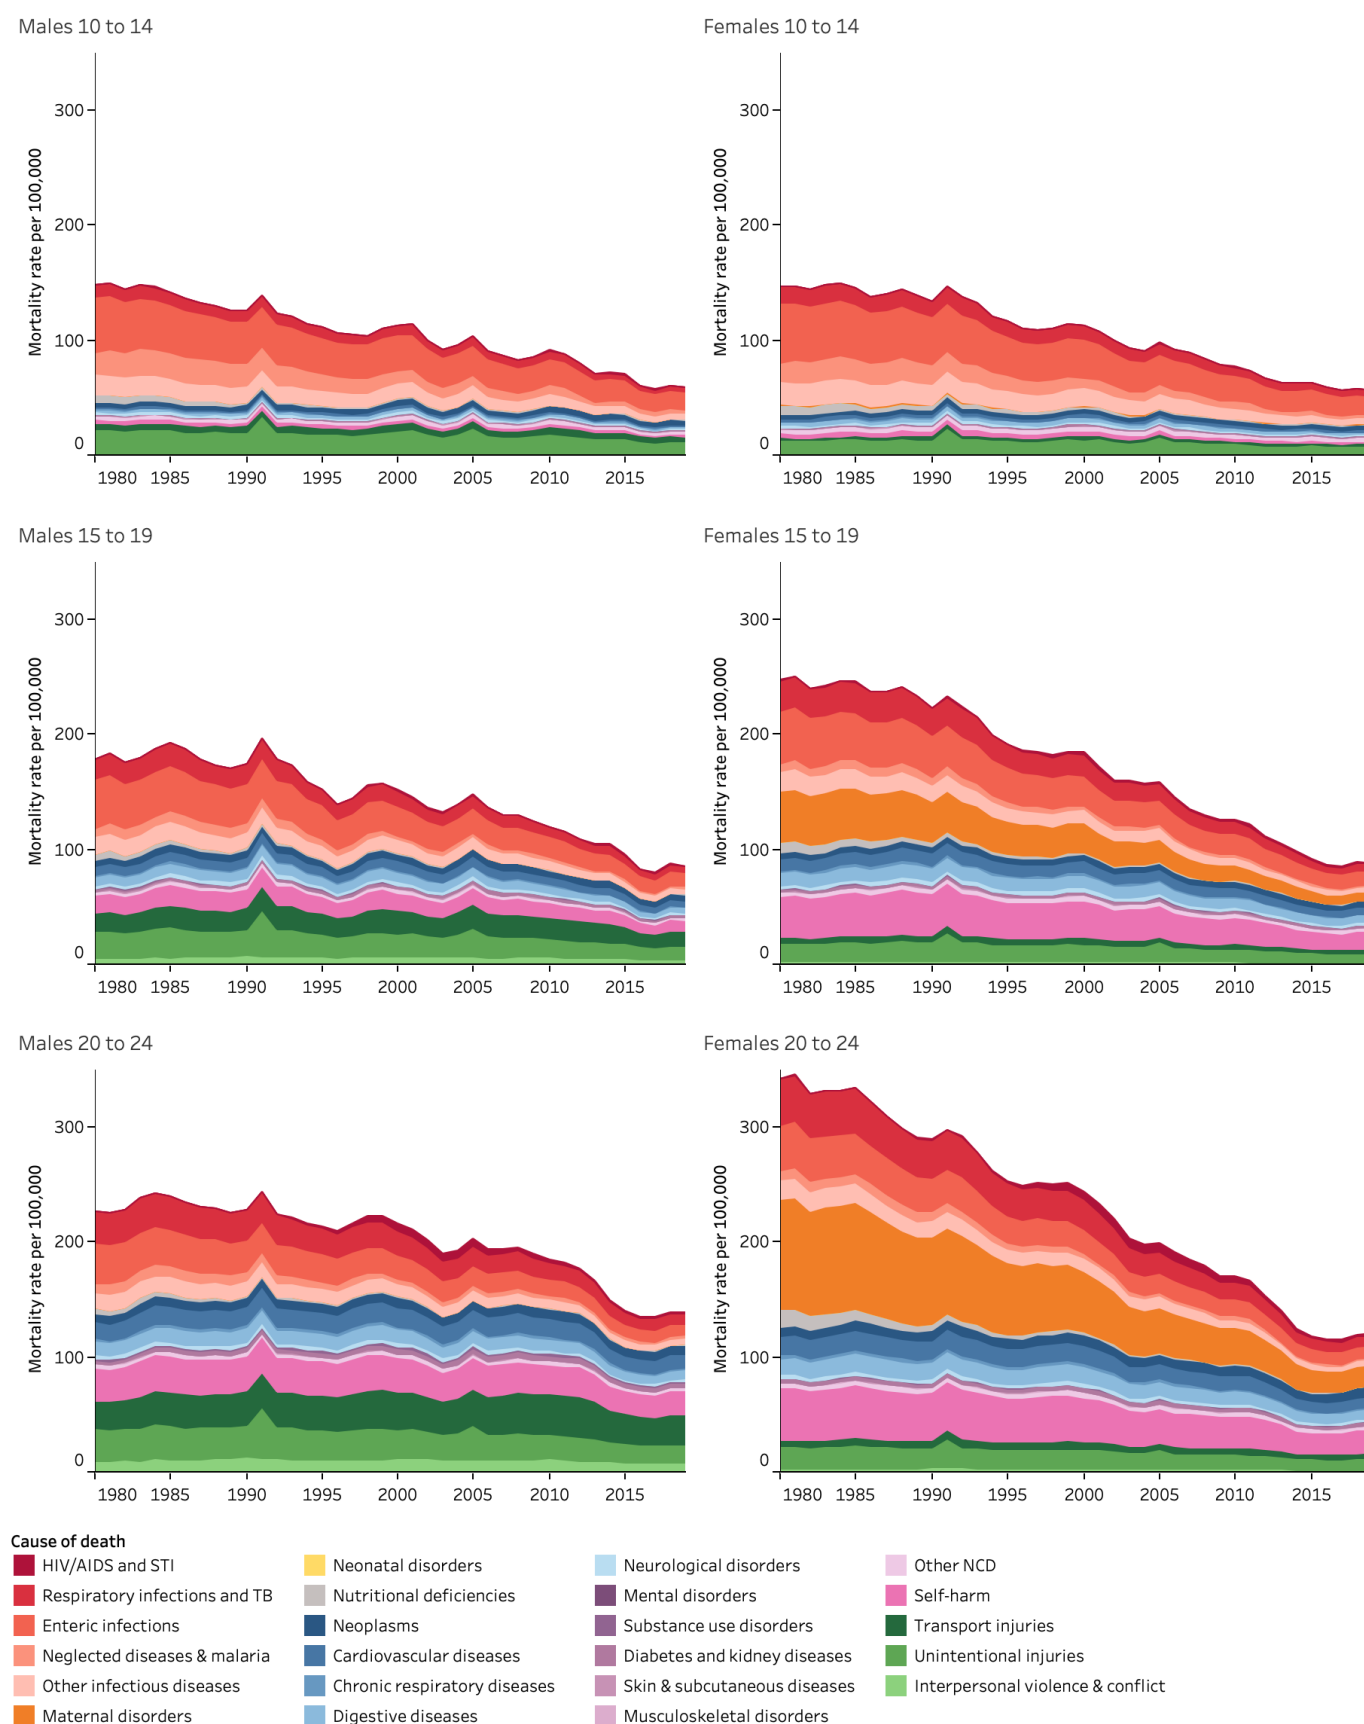 Males 10 to 14
Females 10 to 14
Mortality rate per 100,000
300
200
100
0
1980 1985 1990 1995 2000 2005 2010 2015
Mortality rate per 100,000
300
200
100
0
1980 1985 1990 1995 2000 2005 2010 2015
Males 15 to 19
Females 15 to 19
Mortality rate per 100,000
300
200
100
0
1980 1985 1990 1995 2000 2005 2010 2015
Mortality rate per 100,000
300
200
100
0
1980 1985 1990 1995 2000 2005 2010 2015
Males 20 to 24
Females 20 to 24
Mortality rate per 100,000
300
200
100
0
1980 1985 1990 1995 2000 2005 2010 2015
Mortality rate per 100,000
300
200
100
0
1980 1985 1990 1995 2000 2005 2010 2015
Cause of death
HIV/AIDS and STI
Respiratory infections and TB
Enteric infections
Neglected diseases & malaria
Other infectious diseases
Maternal disorders
Neonatal disorders
Nutritional deficiencies
Neoplasms
Cardiovascular diseases
Chronic respiratory diseases
Digestive diseases
Neurological disorders
Mental disorders
Substance use disorders
Diabetes and kidney diseases
Skin & subcutaneous diseases
Musculoskeletal disorders
Other NCD
Self-harm
Transport injuries
Unintentional injuries
Interpersonal violence & conflict